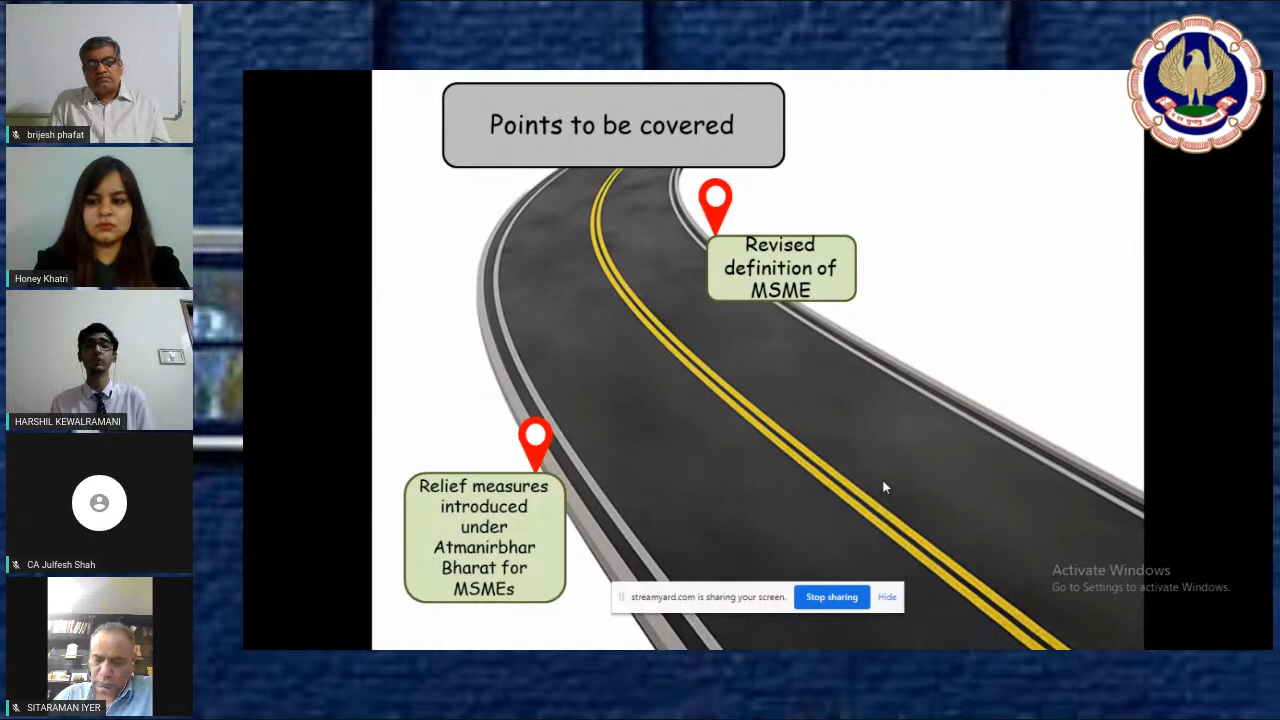 brijesh phafat
Honey Khatri
HARSHIL KEWALRAMANI
CA Julfesh Shah
SITARAMAN IYER
Points to be covered
Revised
definition of
MSME
Relief measures
introduced
under
Atmanirbhar
Bharat for
MSMEs
streamyard.com is sharing your screen.
Stop sharing
Hide
Activate Windows
Go to Settings to activate Windows.